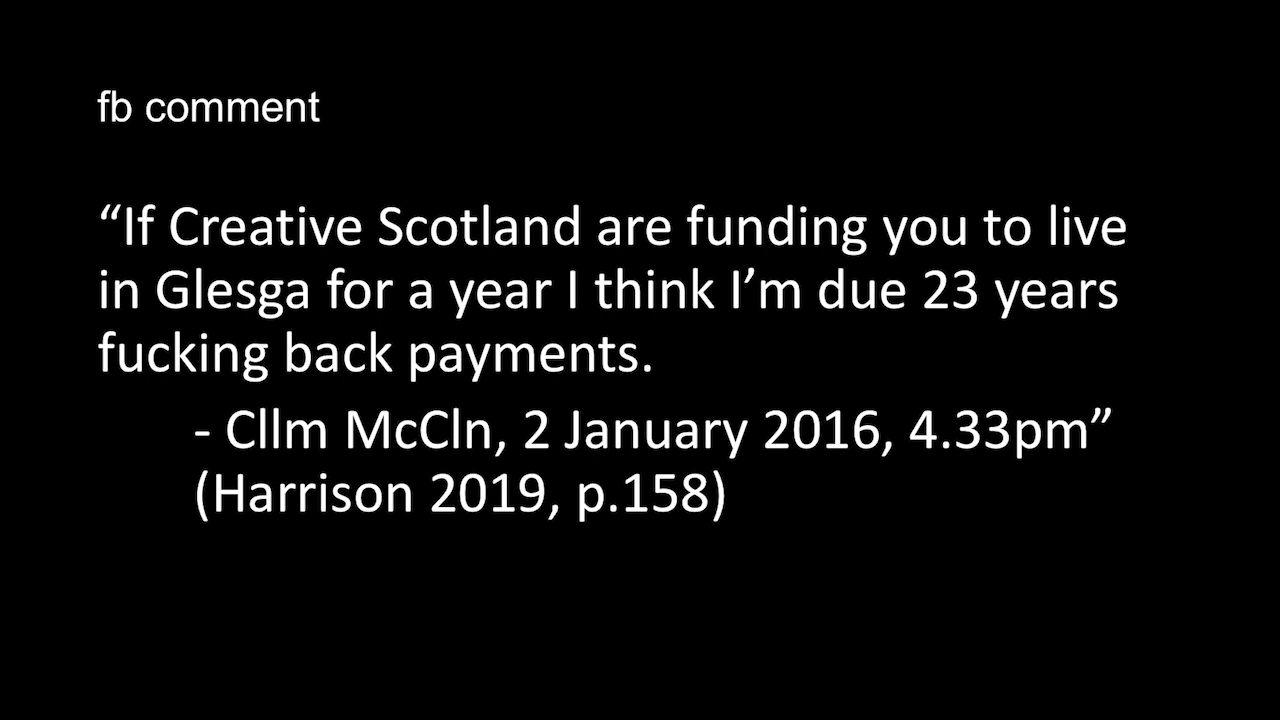 fb comment
“If Creative Scotland are funding you to live
in Glesga for a year I think I’m due 23 years
fucking back payments.
- Cllm McCln, 2 January 2016, 4.33pm”
(Harrison 2019, p.158)